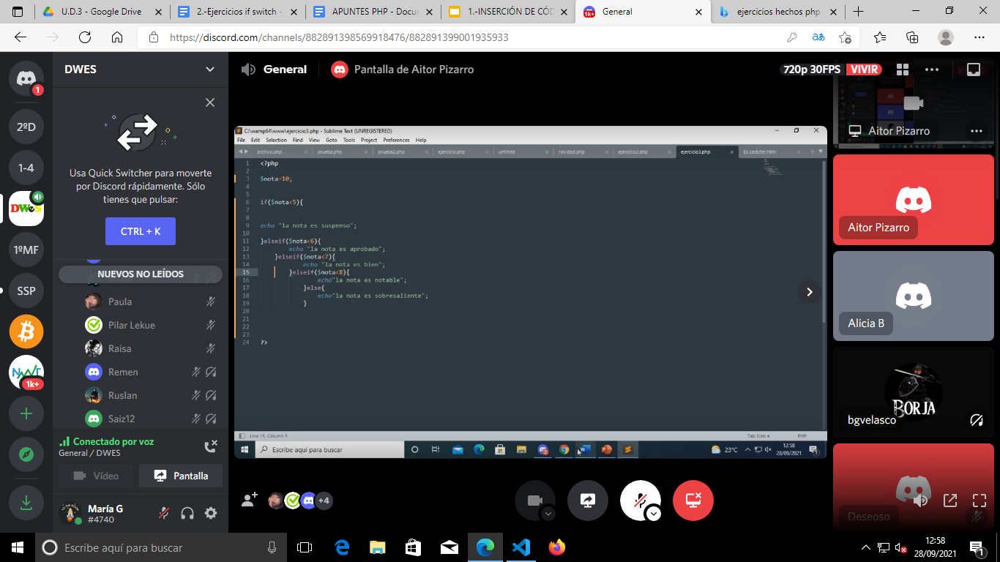 U.D.3 - Google Drive
2.-Ejercicios if switch -
APUNTES PHP - Docu
1.-INSERCIÓN DE CÓD
1k+
General
ejercicios hechos php
https://discord.com/channels/882891398569918476/882891399001935933
1
2ºD
1-4
DWeS
1ºMF
SSP
NWT
1k+
DWES
Usa Quick Switcher para moverte
por Discord rápidamente. Sólo
tienes que pulsar:
CTRL + K
NUEVOS NO LEÍDOS
Paula
Pilar Lekue
Raisa
Remen
Ruslan
Saiz12
Conectado por voz
General / DWES
Vídeo
Pantalla
María G
#4740
General
Pantalla de Aitor Pizarro
720p 30FPS
VIVIR
C:\wamp64\www\ejercicio3.php - Sublime Text (UNREGISTERED)
File Edit Selection Find View Goto Tools Project Preferences Help
archivo.php
prueba.php
prueba2.php
ejercicio.php
untitled
navidad.php
ejercicio2.php
ejercicio3.php
Es carácter.html
1 <?php
2
3 $nota=10;
4
5
6 if($nota<5){
7
8
9 echo "la nota es suspenso";
10
11 }elseif($nota<6){
12 echo "la nota es aprobado";
13 }elseif($nota<7){
14 echo "la nota es bien";
15 }elseif($nota<8){
16 echo"la nota es notable";
17 }else{
18 echo"la nota es sobresaliente";
19 }
20
21
22
23
24 ?>
Line 15, Column 5
Tab Size: 4
PHP
Escribe aquí para buscar
23°C
12:58
28/09/2021
1
+4
Aitor Pizarro
Aitor Pizarro
Alicia B
BORJA
bgvelasco
Deseoso
Escribe aquí para buscar
12:58
28/09/2021
1